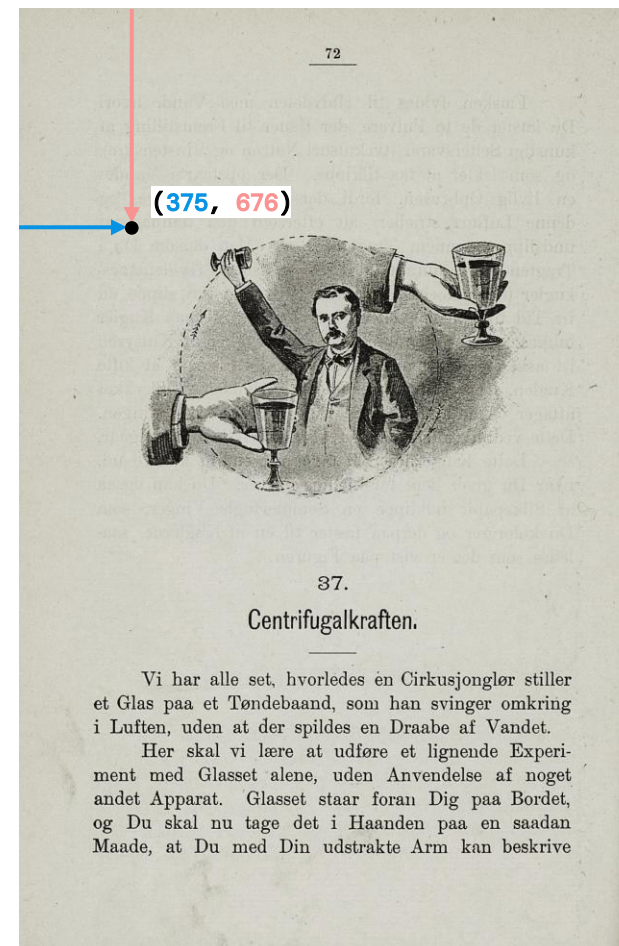 72
(375, 676)
37.
Centrifugalkraften.
Vi har alle set, hvorledes en Cirkusjonglør stiller
et Glas paa et Tøndebaand, som han svinger omkring
i Luften, uden at der spildes en Draabe af Vandet.
Her skal vi lære at udføre et lignende Experi-
ment med Glasset alene, uden Anvendelse af noget
andet Apparat. Glasset staar foran Dig paa Bordet,
og Du skal nu tage det i Haanden paa en saadan
Maade, at Du med Din udstrakte Arm kan beskrive